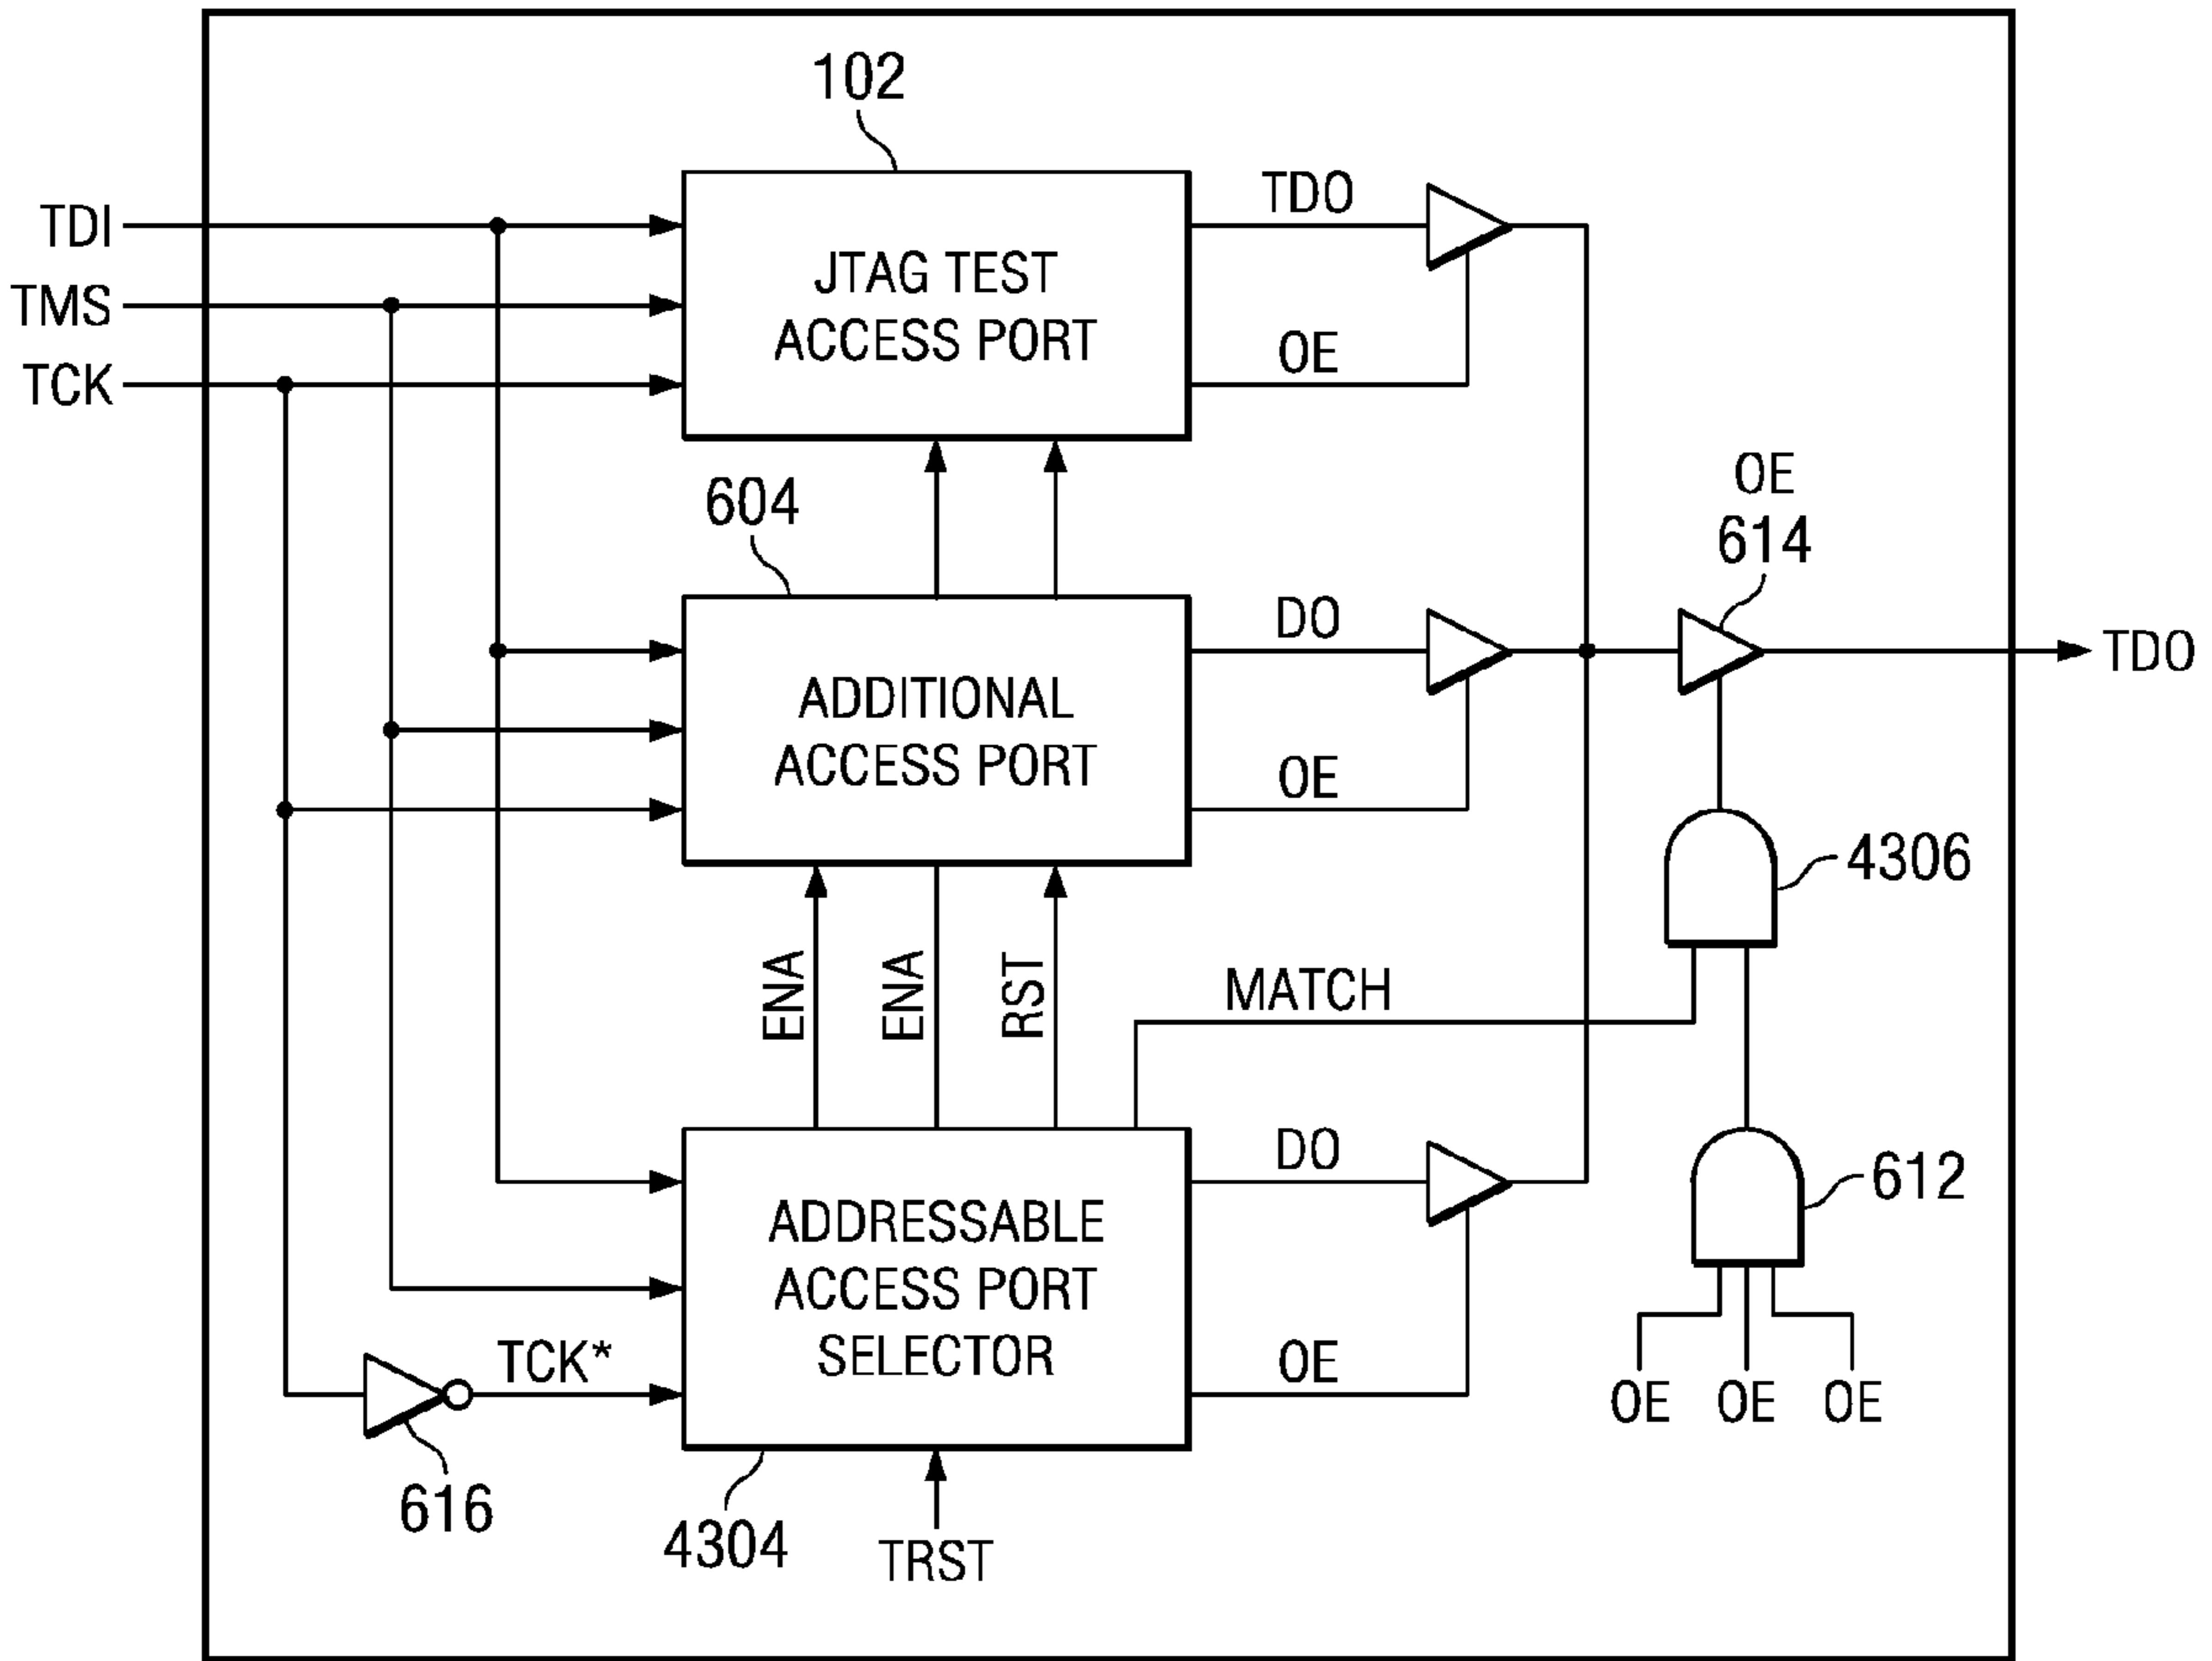 102
TDI
TMS
TCK
JTAG TEST
ACCESS PORT
TDO
OE
604
OE
614
ADDITIONAL
ACCESS PORT
DO
OE
TDO
4306
ENA
ENA
RST
MATCH
ADDRESSABLE
ACCESS PORT
SELECTOR
DO
OE
612
OE
OE
OE
TCK*
616
4304
TRST